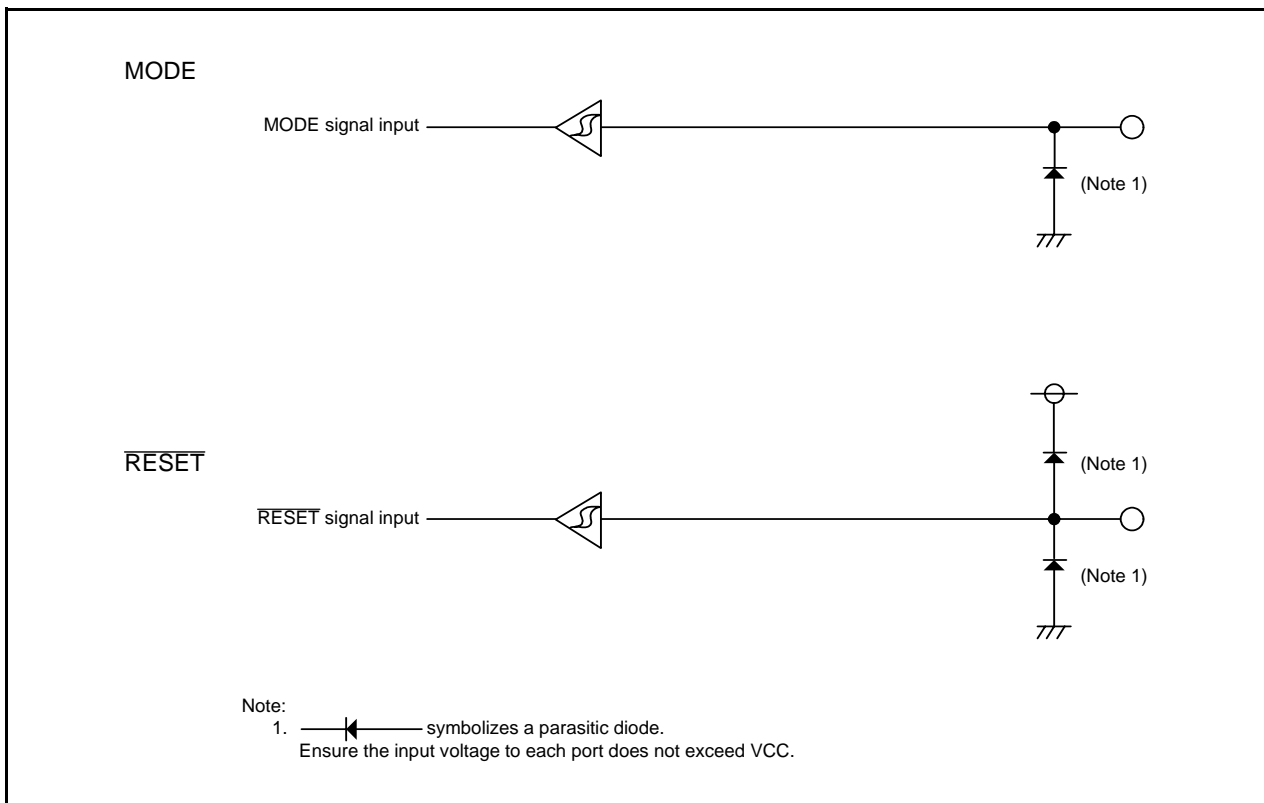 MODE
MODE signal input
(Note 1)
(Note 1)
RESET
RESET signal input
(Note 1)
Note:
1. symbolizes a parasitic diode.
Ensure the input voltage to each port does not exceed VCC.